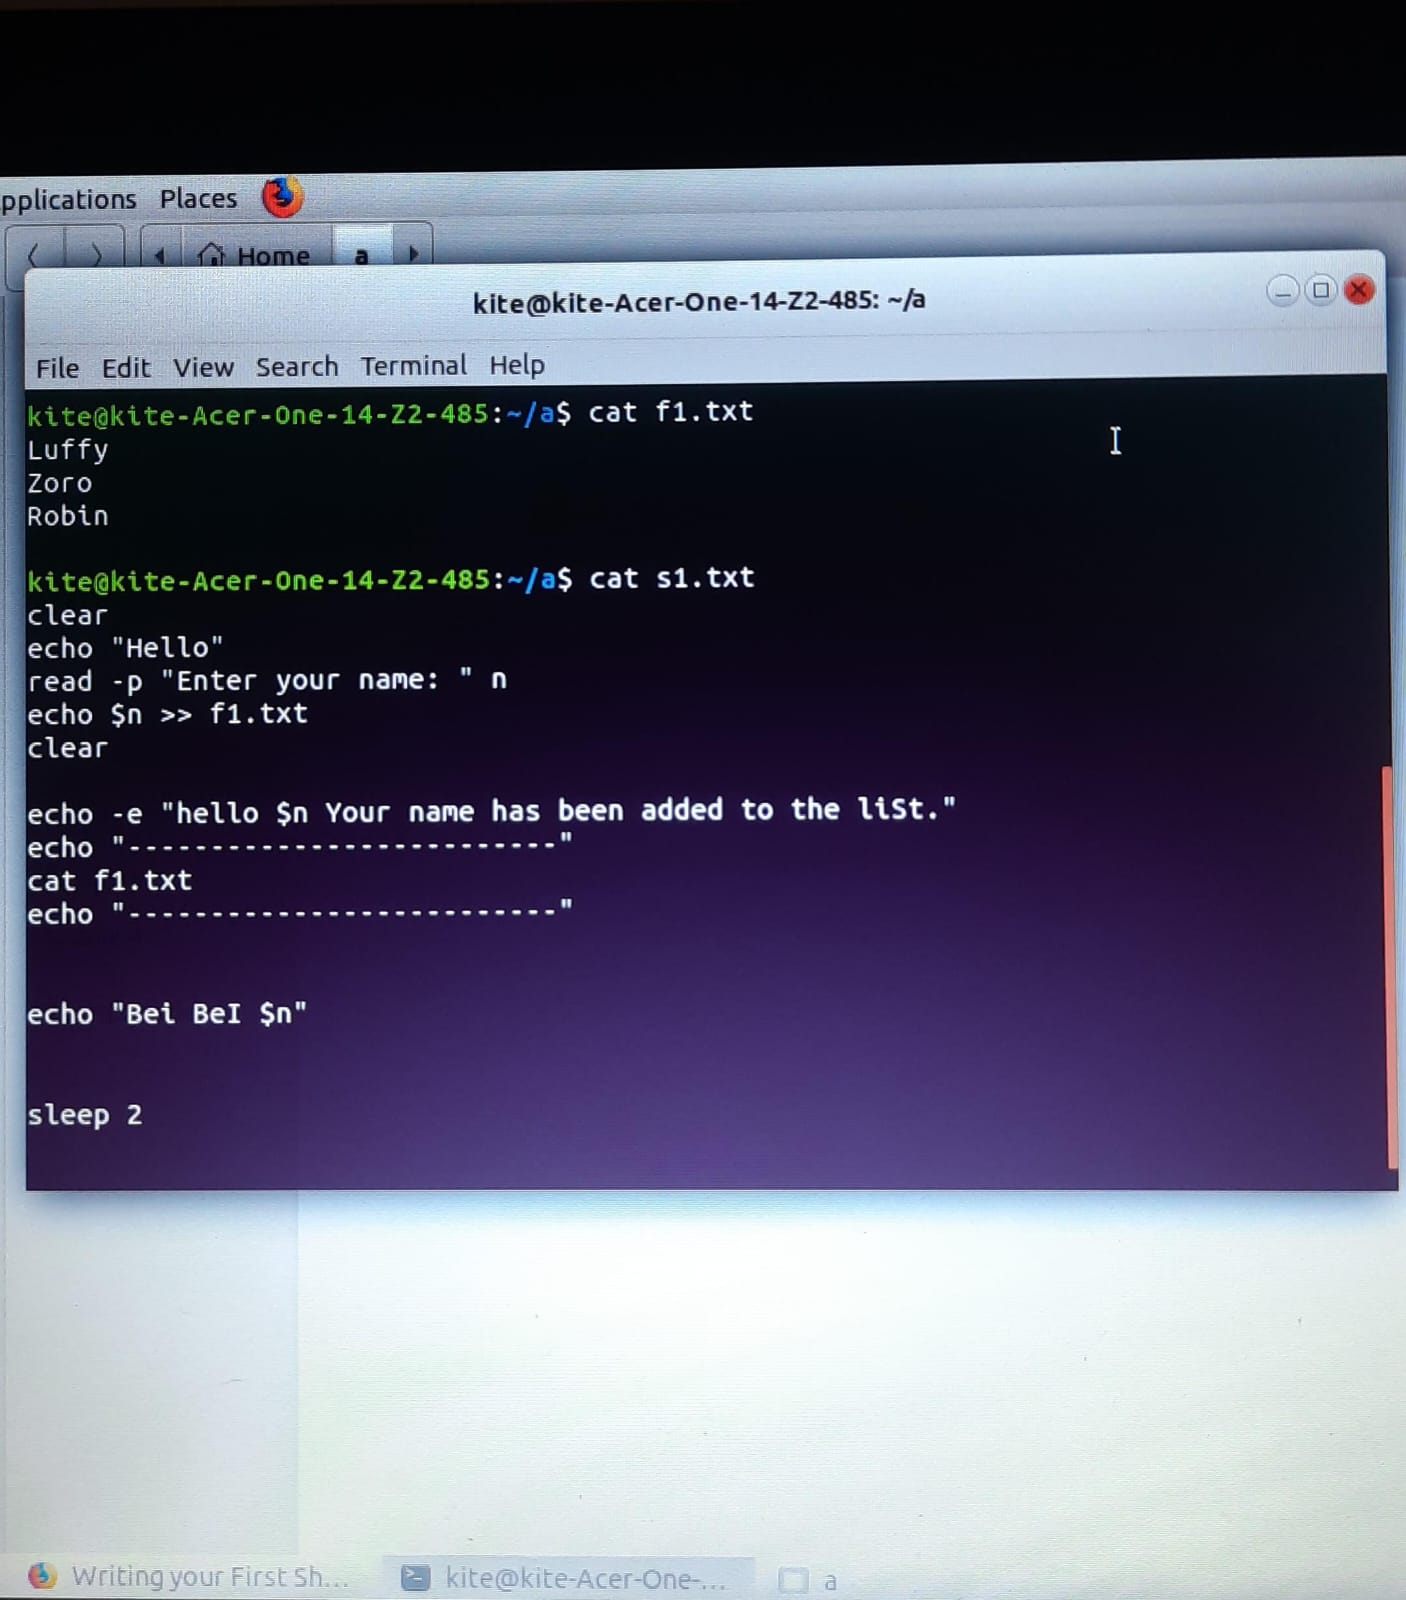 pplications Places
Home a
kite@kite-Acer-One-14-Z2-485: ~/a
File Edit View Search Terminal Help
kite@kite-Acer-One-14-Z2-485:~/a$ cat f1.txt
Luffy
Zoro
Robin
kite@kite-Acer-One-14-Z2-485:~/a$ cat s1.txt
clear
echo "Hello"
read -p "Enter your name: " n
echo $n >> f1.txt
clear
echo -e "hello $n Your name has been added to the liSt."
echo "--------------------------"
cat f1.txt
echo "--------------------------"
echo "Bei BeI $n"
sleep 2
Writing your First Sh... kite@kite-Acer-One-... a